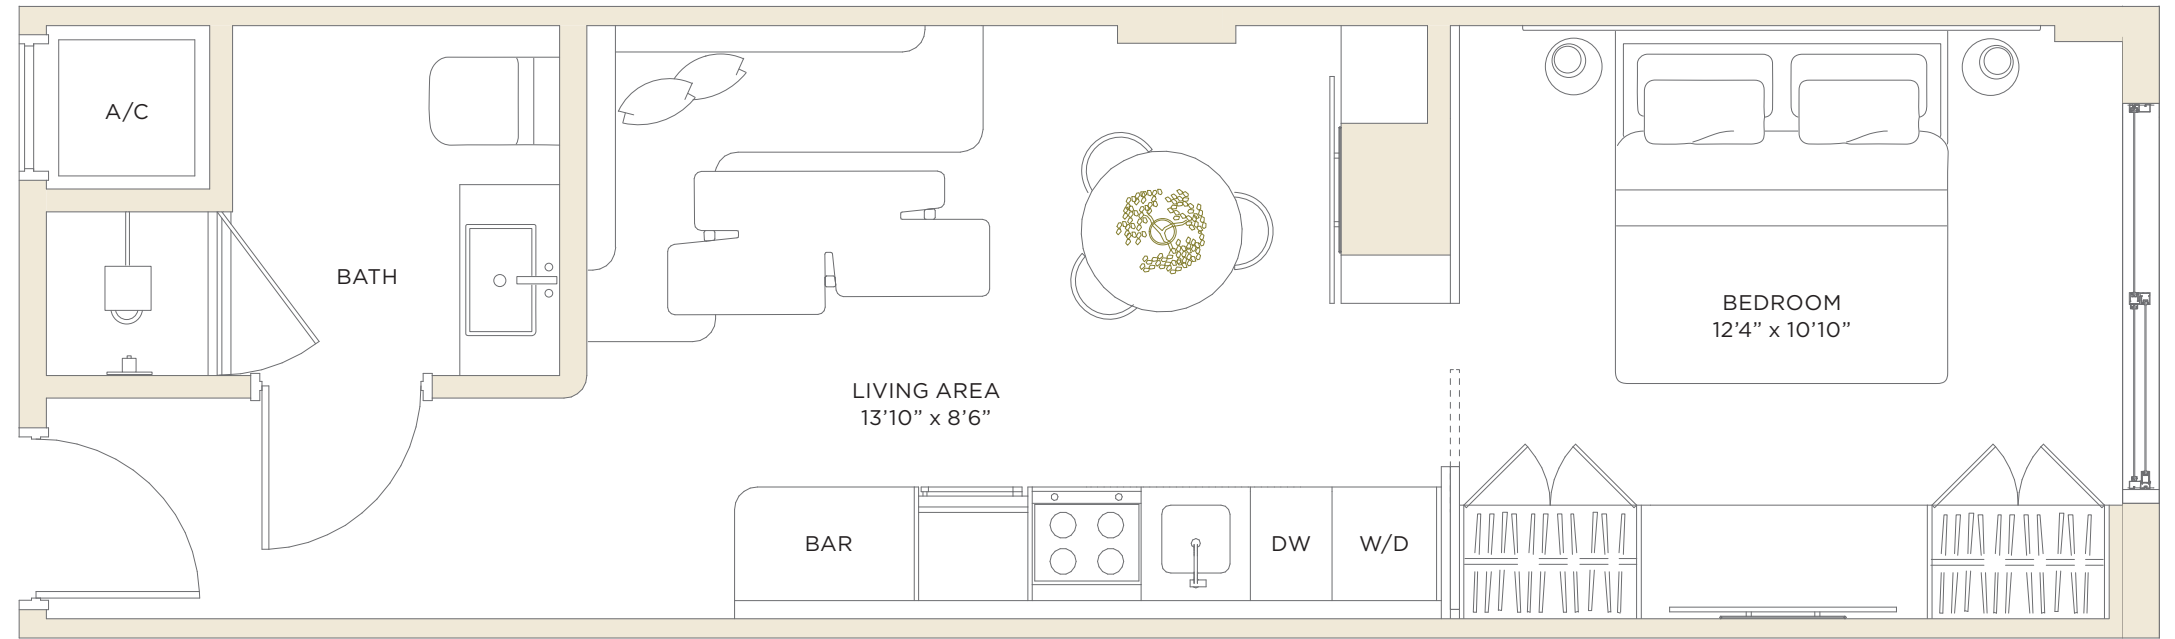 A/C
BATH
BEDROOM
12’4” x 10’10”
LIVING AREA
13’10” x 8’6”
BAR
DW
W/D